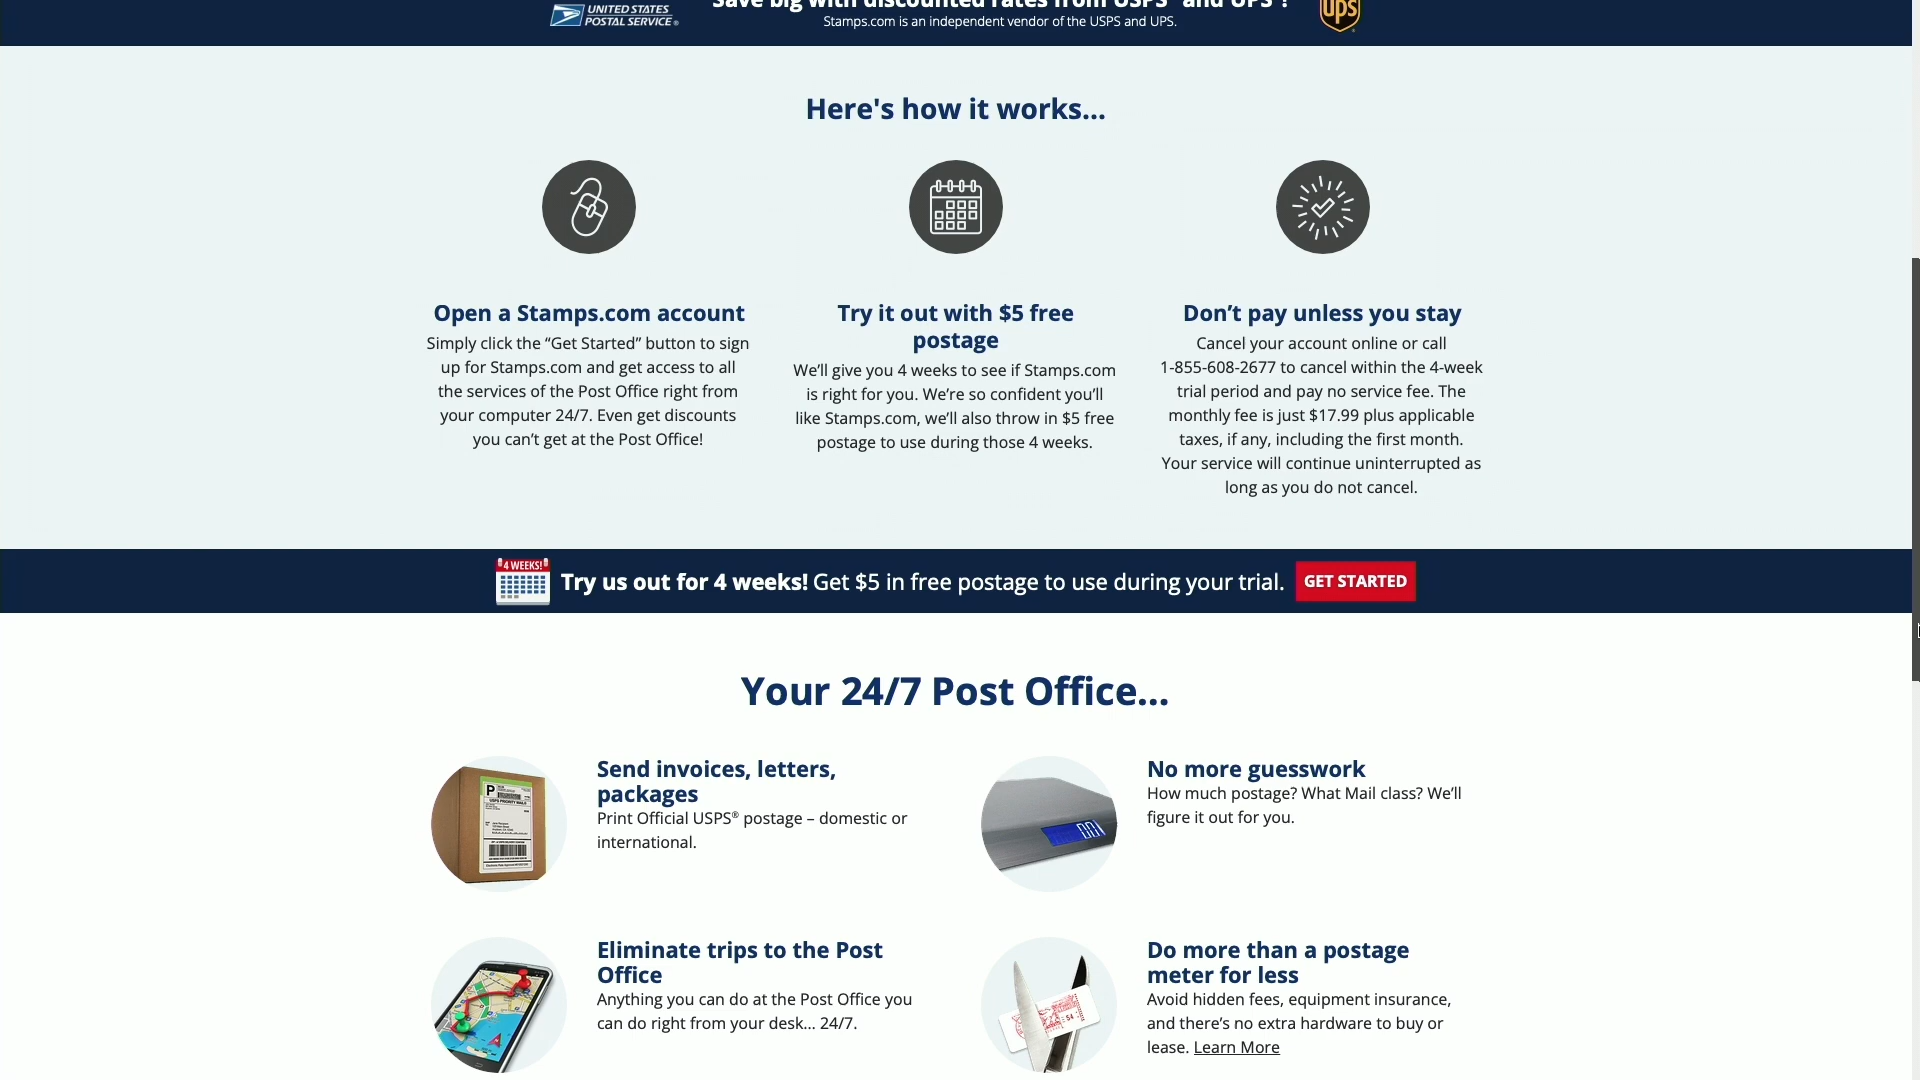 UNITED STATES
POSTAL SERVICE®
Save big with discounted rates from USPS® and UPS®!
Stamps.com is an independent vendor of the USPS and UPS.
ups
Here's how it works...
Open a Stamps.com account
Simply click the “Get Started” button to sign
up for Stamps.com and get access to all
the services of the Post Office right from
your computer 24/7. Even get discounts
you can’t get at the Post Office!
Try it out with $5 free
postage
We’ll give you 4 weeks to see if Stamps.com
is right for you. We’re so confident you’ll
like Stamps.com, we’ll also throw in $5 free
postage to use during those 4 weeks.
Don’t pay unless you stay
Cancel your account online or call
1-855-608-2677 to cancel within the 4-week
trial period and pay no service fee. The
monthly fee is just $17.99 plus applicable
taxes, if any, including the first month.
Your service will continue uninterrupted as
long as you do not cancel.
4 WEEKS!
Try us out for 4 weeks! Get $5 in free postage to use during your trial.
GET STARTED
Your 24/7 Post Office...
P
USPS PRIORITY MAIL
Send invoices, letters,
packages
Print Official USPS® postage – domestic or
international.
No more guesswork
How much postage? What Mail class? We’ll
figure it out for you.
Eliminate trips to the Post
Office
Anything you can do at the Post Office you
can do right from your desk... 24/7.
Do more than a postage
meter for less
Avoid hidden fees, equipment insurance,
and there’s no extra hardware to buy or
lease. Learn More